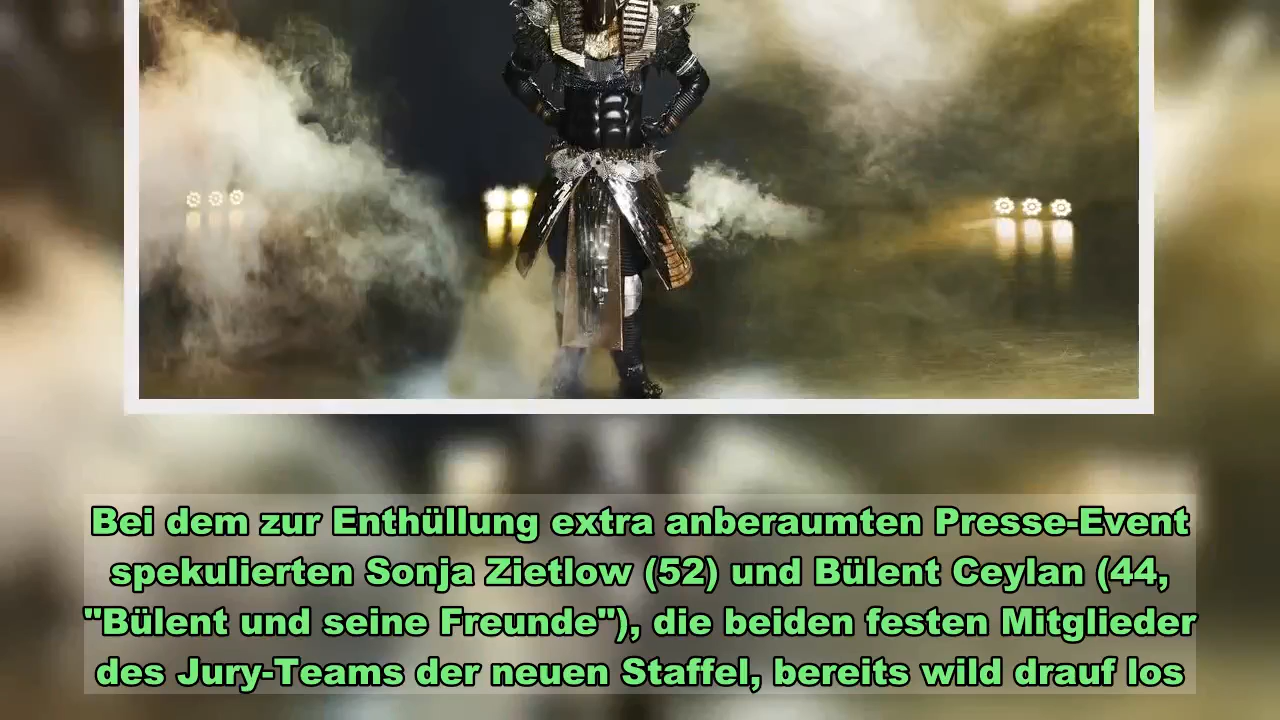 Bei dem zur Enthüllung extra anberaumten Presse-Event
spekulierten Sonja Zietlow (52) und Bülent Ceylan (44,
"Bülent und seine Freunde"), die beiden festen Mitglieder
des Jury-Teams der neuen Staffel, bereits wild drauf los